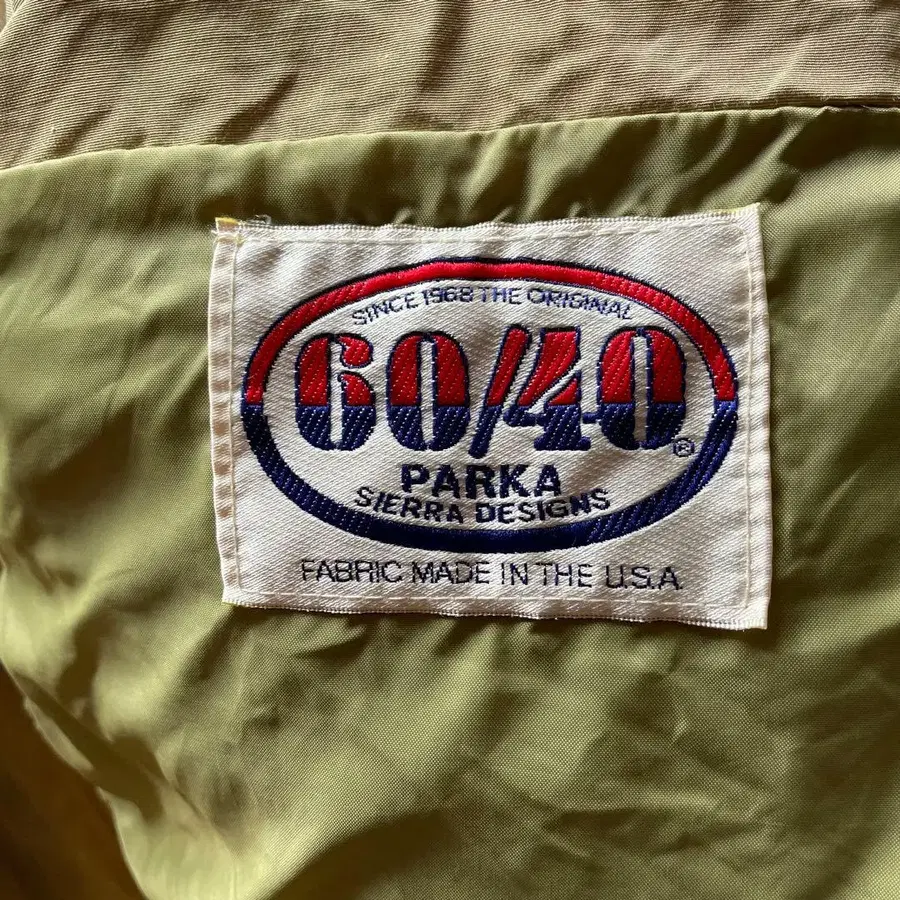 SINCE 1968 THE ORIGINAL
60/40®
PARKA
SIERRA DESIGNS
FABRIC MADE IN THE U.S.A.